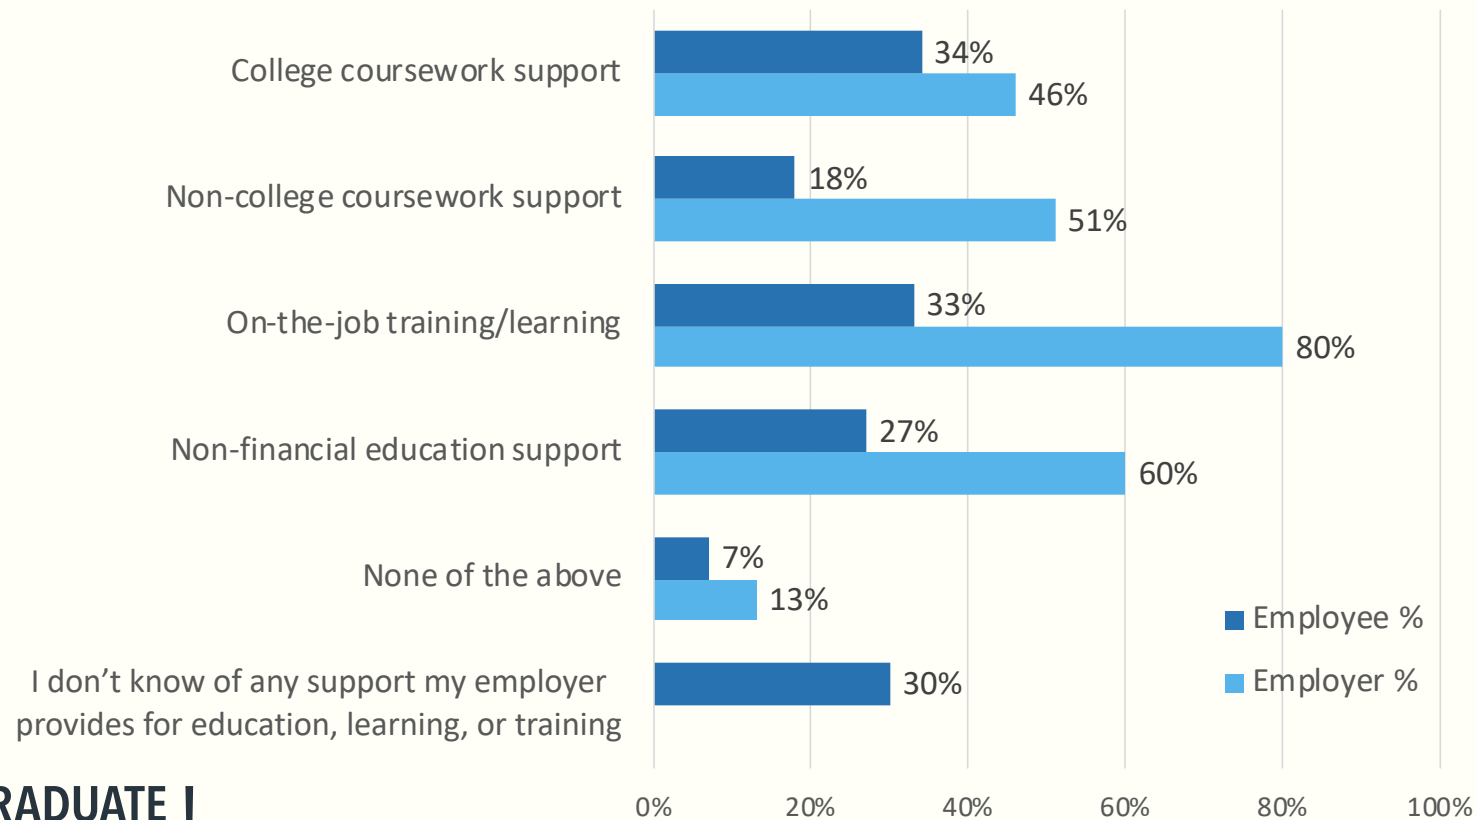 College coursework support
34%
46%
Non-college coursework support
18%
51%
On-the-job training/learning
33%
80%
Non-financial education support
27%
60%
None of the above
7%
13%
Employee %
I don’t know of any support my employer
provides for education, learning, or training
30%
Employer %
0%
20%
40%
60%
80%
100%